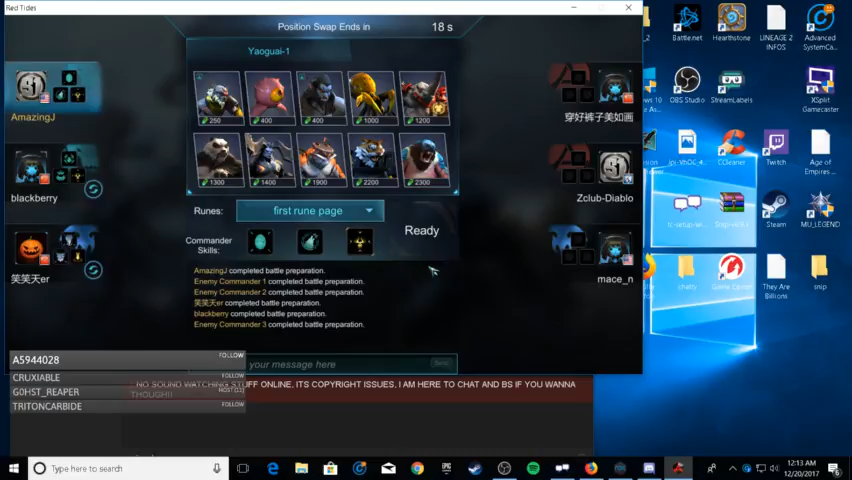 Red Tides
Position Swap Ends in
18 s
Yaoguai-1
250
400
400
1000
1200
1300
1400
1900
2200
2300
AmazingJ
blackberry
笑笑天er
穿好裤子美如画
Zclub-Diablo
mace_n
Runes:
first rune page
Commander
Skills:
Ready
AmazingJ completed battle preparation.
Enemy Commander 1 completed battle preparation.
Enemy Commander 2 completed battle preparation.
笑笑天er completed battle preparation.
blackberry completed battle preparation.
Enemy Commander 3 completed battle preparation.
your message here
A5944028
FOLLOW
CRUXIABLE
FOLLOW
G0HST_REAPER
TRITONCARBIDE
FOLLOW
NO SOUND WATCHING STUFF ONLINE. ITS COPYRIGHT ISSUES. I AM HERE TO CHAT AND BS IF YOU WANNA
THOUGH!!
Battle.net
Hearthstone
LINEAGE 2
INFOS
Advanced
SystemCa...
OBS Studio
StreamLabels
XSplit
Gamecaster
CCleaner
Twitch
Age of
Empires ...
Steam
MU_LEGEND
chatty
They Are
Billions
snip
Type here to search
EPIC
12:13 AM
12/20/2017